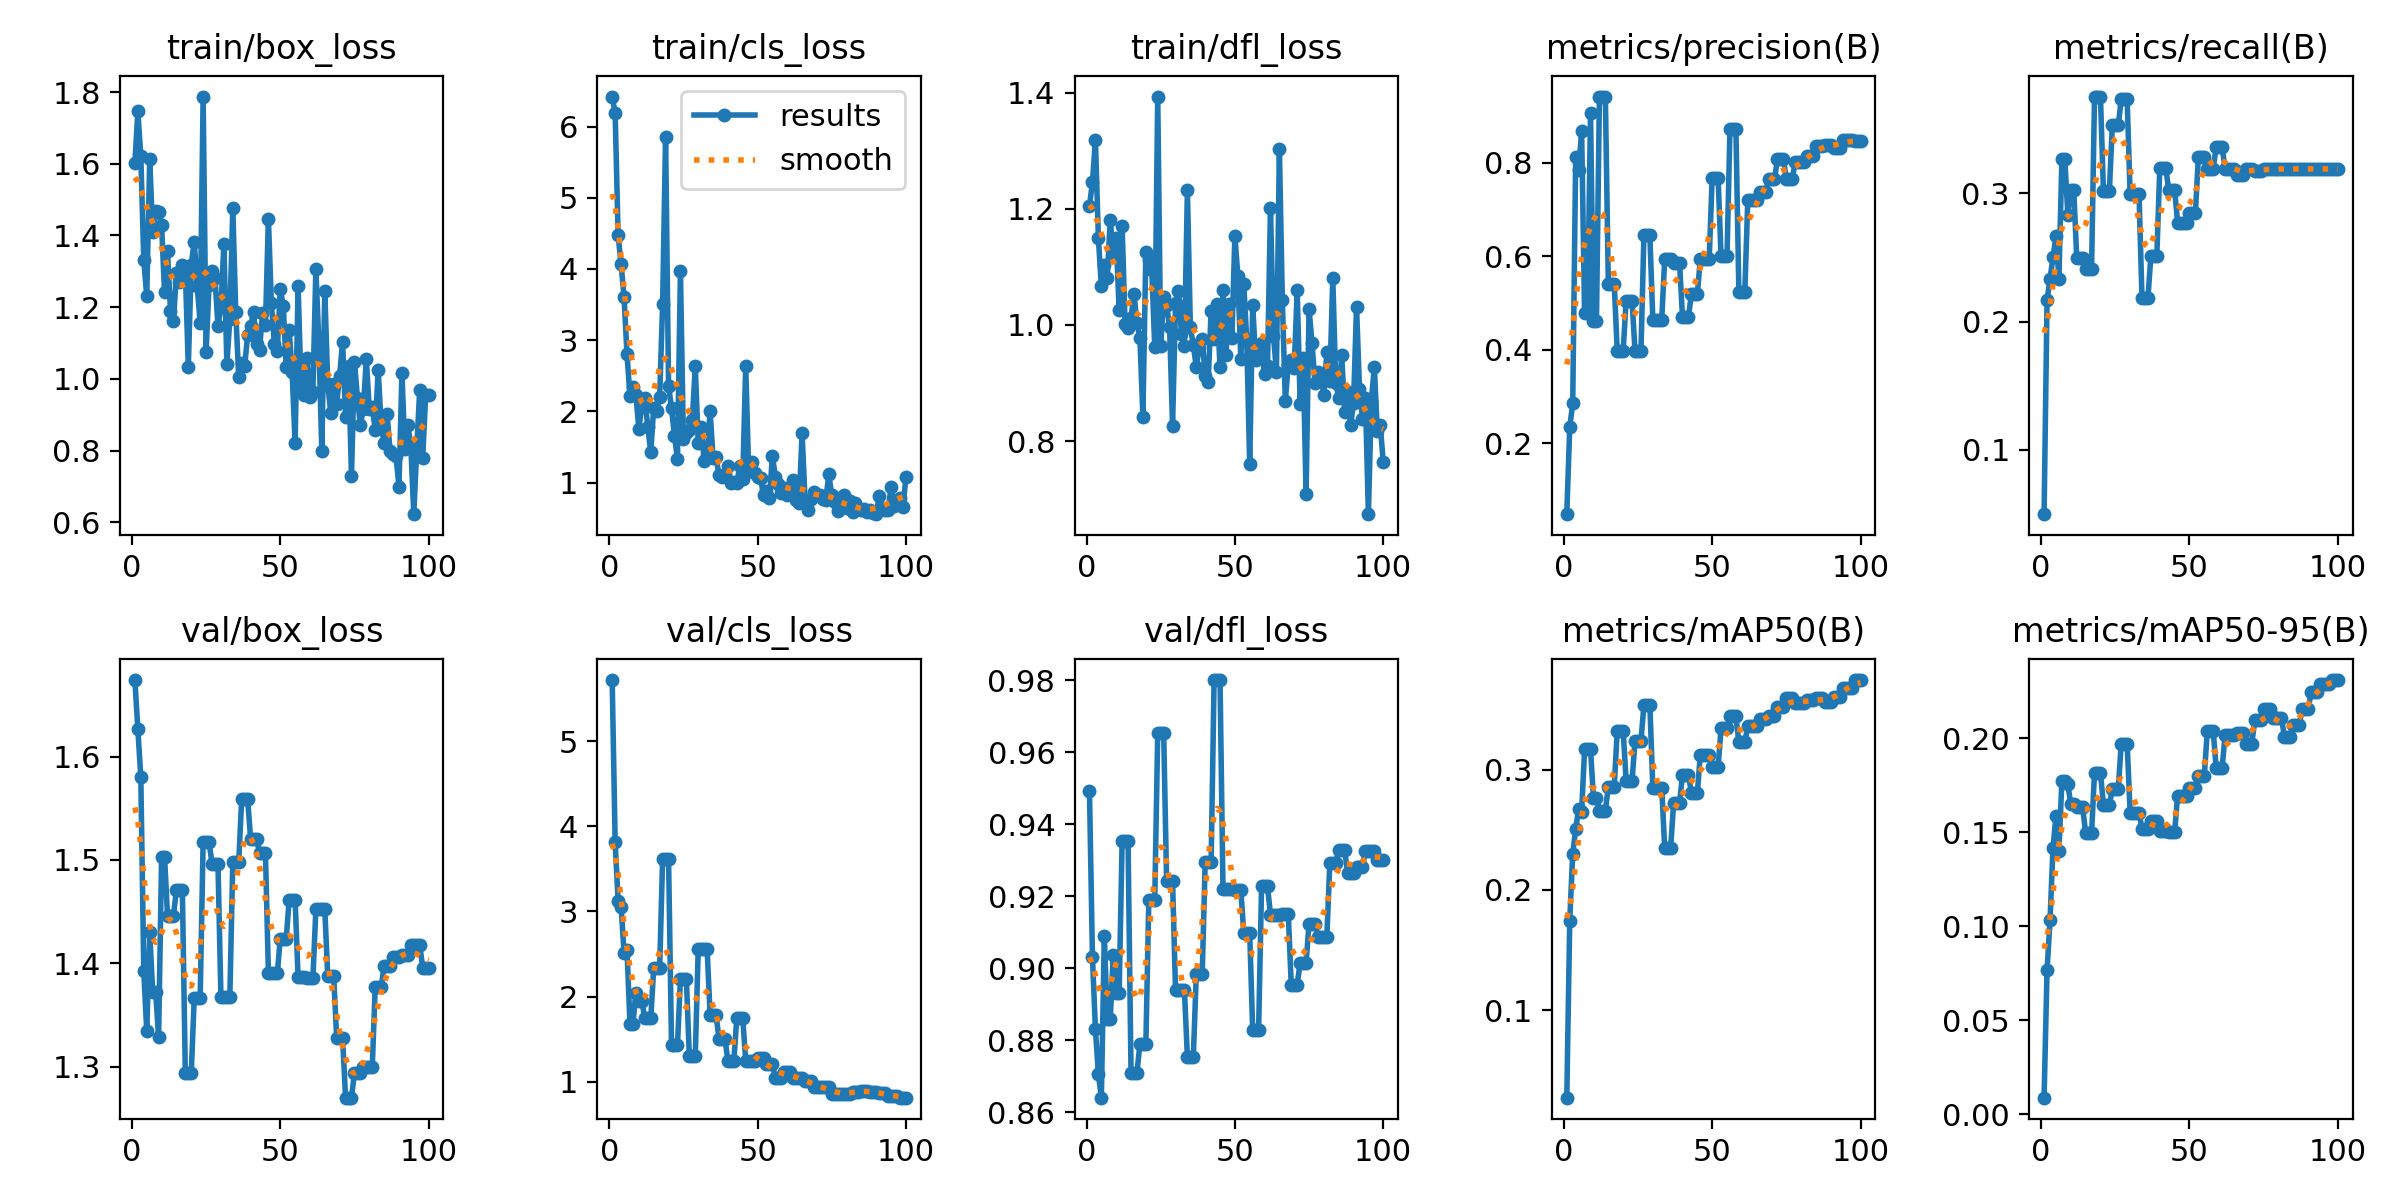 train/box_loss
1.8
1.6
1.4
1.2
1.0
0.8
0.6
0 50 100
train/cls_loss
results
smooth
6
5
4
3
2
1
0 50 100
train/dfl_loss
1.4
1.2
1.0
0.8
0 50 100
metrics/precision(B)
0.8
0.6
0.4
0.2
0 50 100
metrics/recall(B)
0.3
0.2
0.1
0 50 100
val/box_loss
1.6
1.5
1.4
1.3
0 50 100
val/cls_loss
5
4
3
2
1
0 50 100
val/dfl_loss
0.98
0.96
0.94
0.92
0.90
0.88
0.86
0 50 100
metrics/mAP50(B)
0.3
0.2
0.1
0 50 100
metrics/mAP50-95(B)
0.20
0.15
0.10
0.05
0.00
0 50 100